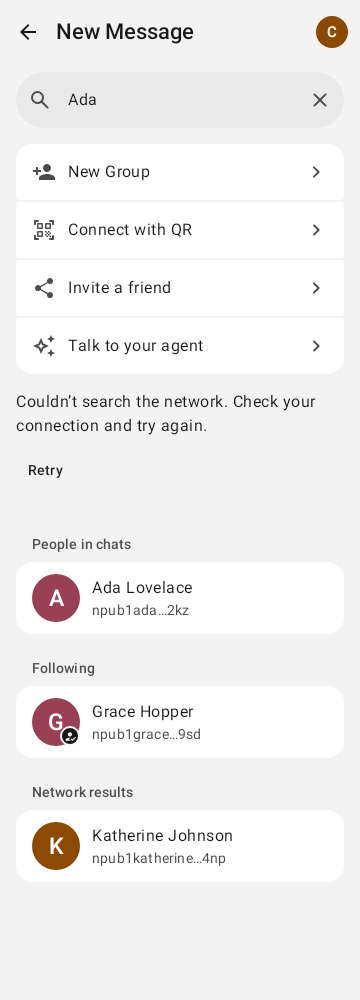 New Message
C
Ada
New Group
Connect with QR
Invite a friend
Talk to your agent
Couldn't search the network. Check your
connection and try again.
Retry
People in chats
A
Ada Lovelace
npub1ada…2kz
Following
G
Grace Hopper
npub1grace…9sd
Network results
K
Katherine Johnson
npub1katherine…4np